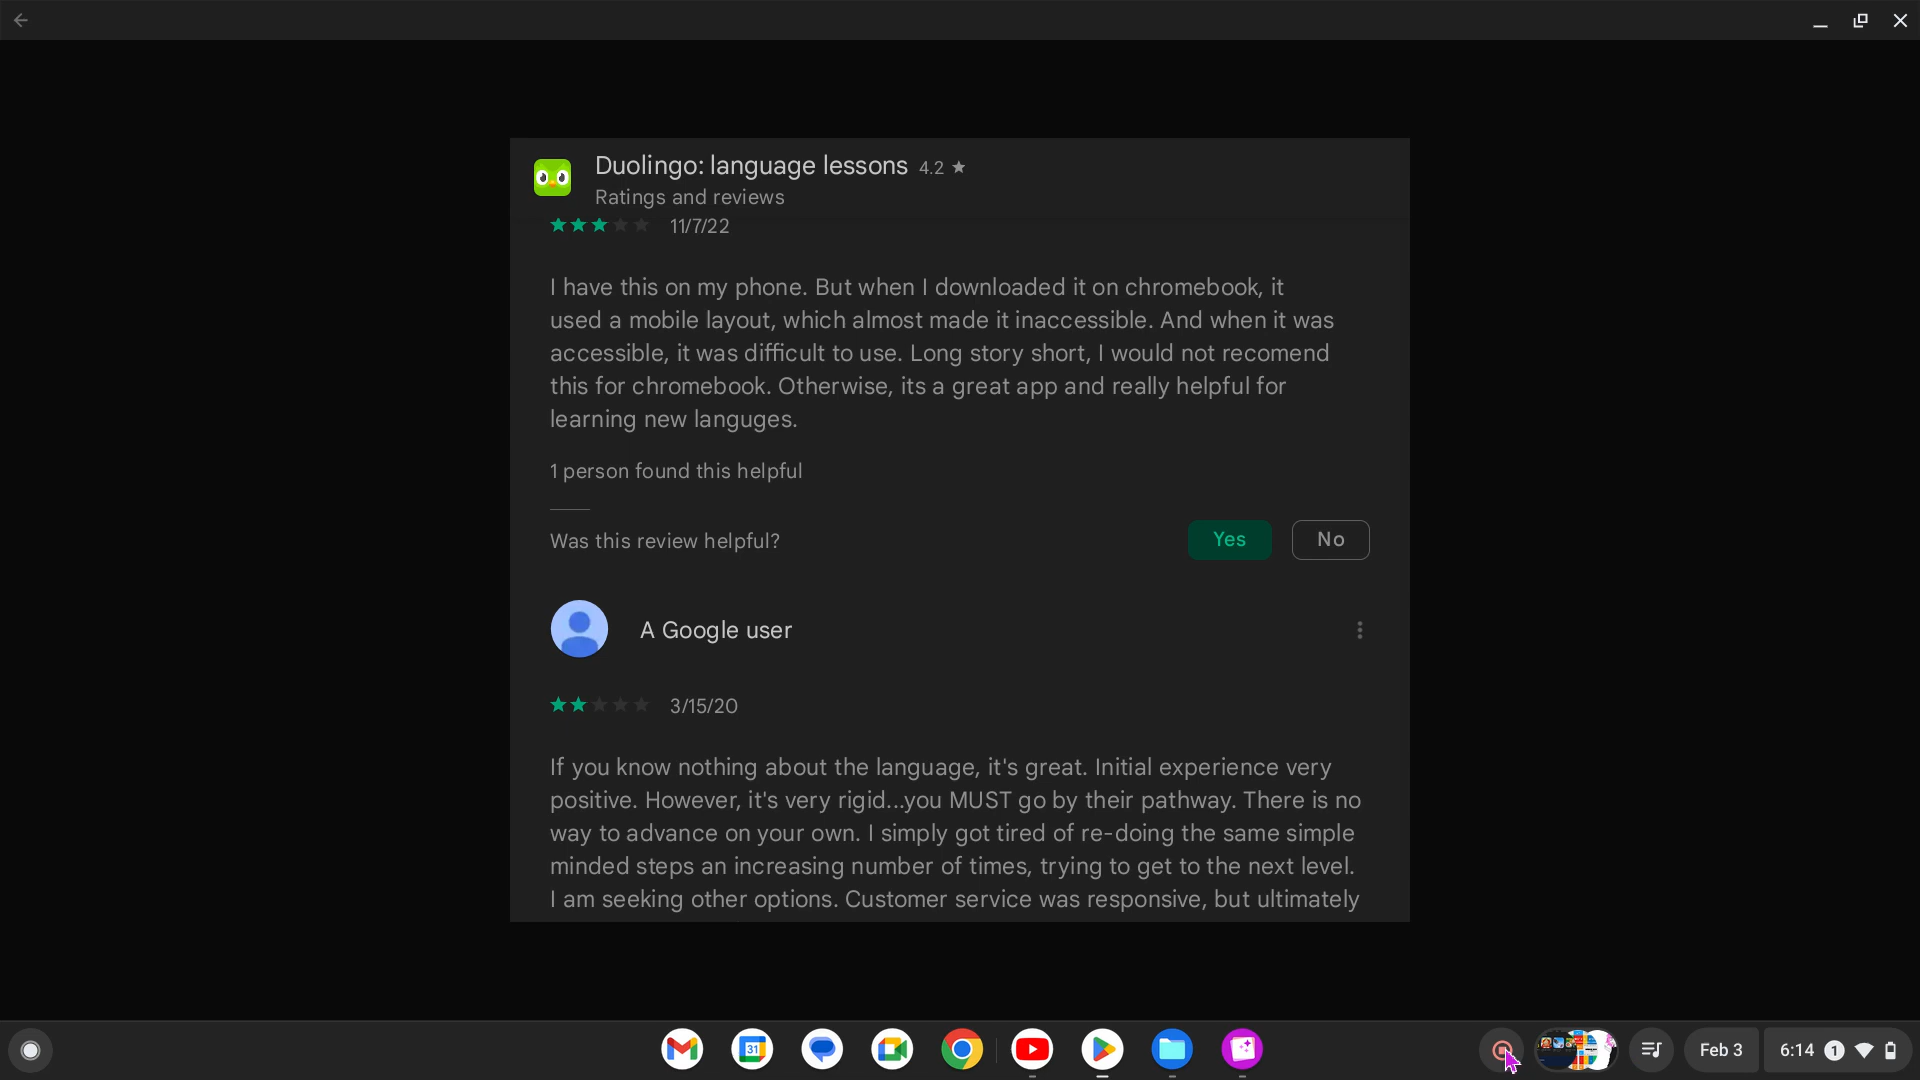 Duolingo: language lessons 4.2 ★
Ratings and reviews
11/7/22
I have this on my phone. But when I downloaded it on chromebook, it
used a mobile layout, which almost made it inaccessible. And when it was
accessible, it was difficult to use. Long story short, I would not recomend
this for chromebook. Otherwise, its a great app and really helpful for
learning new languges.
1 person found this helpful
Was this review helpful? Yes No
A Google user
3/15/20
If you know nothing about the language, it's great. Initial experience very
positive. However, it's very rigid...you MUST go by their pathway. There is no
way to advance on your own. I simply got tired of re-doing the same simple
minded steps an increasing number of times, trying to get to the next level.
I am seeking other options. Customer service was responsive, but ultimately
31
Feb 3 6:14 1